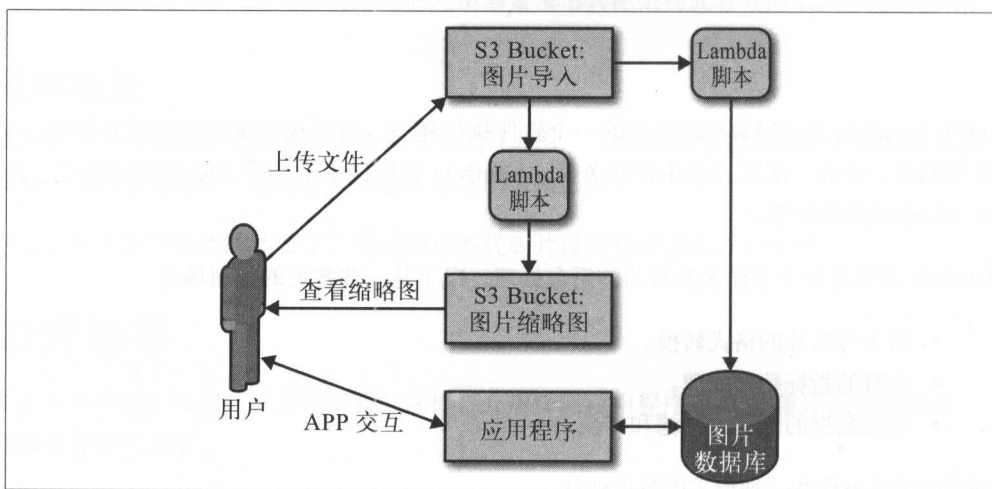 S3 Bucket:
图片导入
Lambda
脚本
上传文件
Lambda
脚本
查看缩略图
S3 Bucket:
图片缩略图
用户
APP 交互
应用程序
图片
数据库